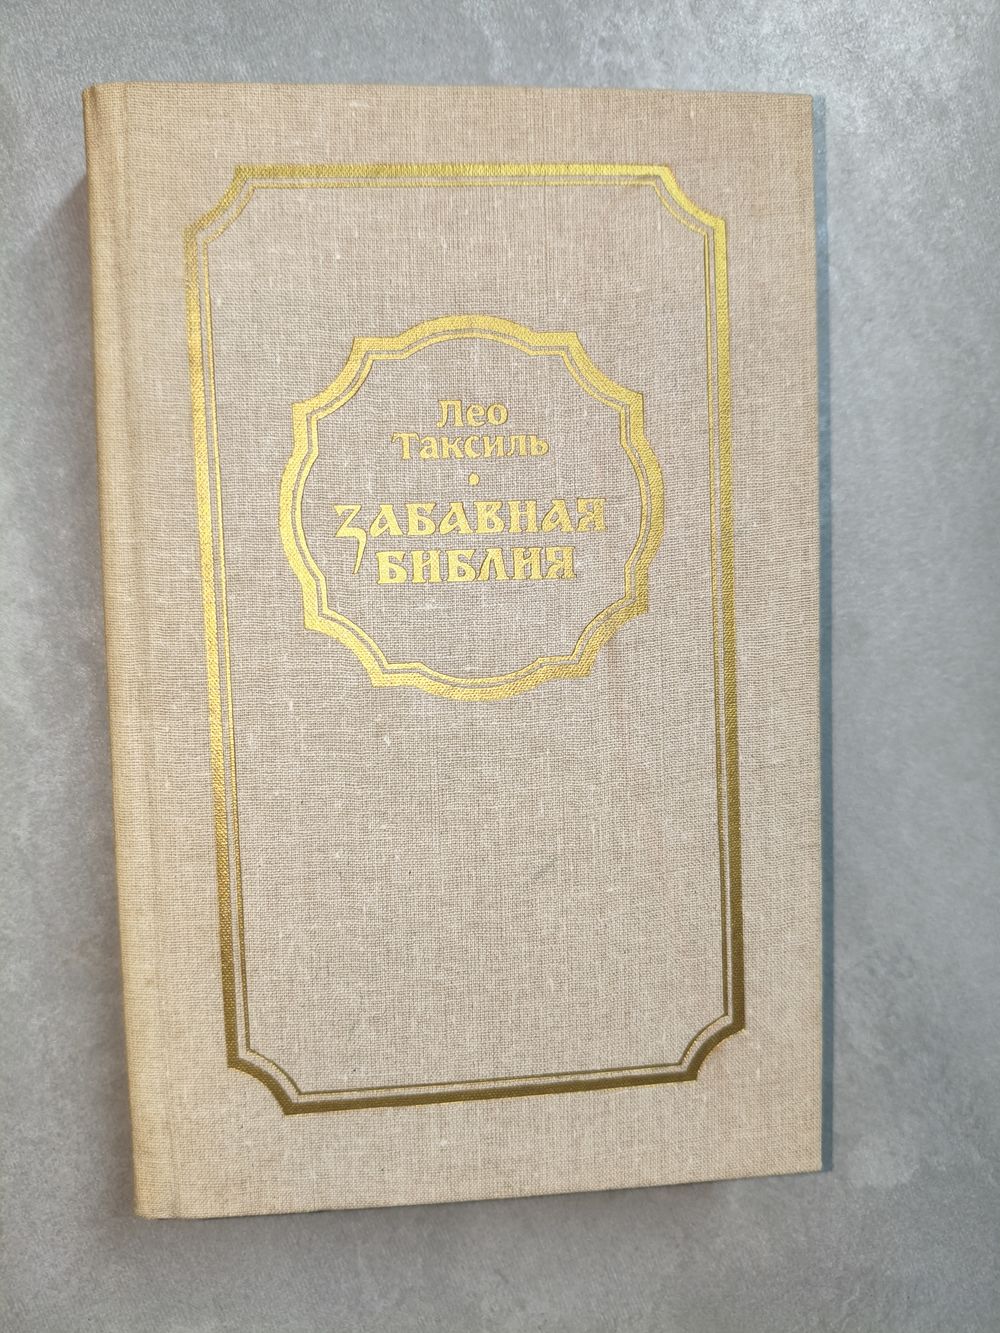 Лео
Таксиль
•
ЗАБАВНАЯ
БИБЛИЯ